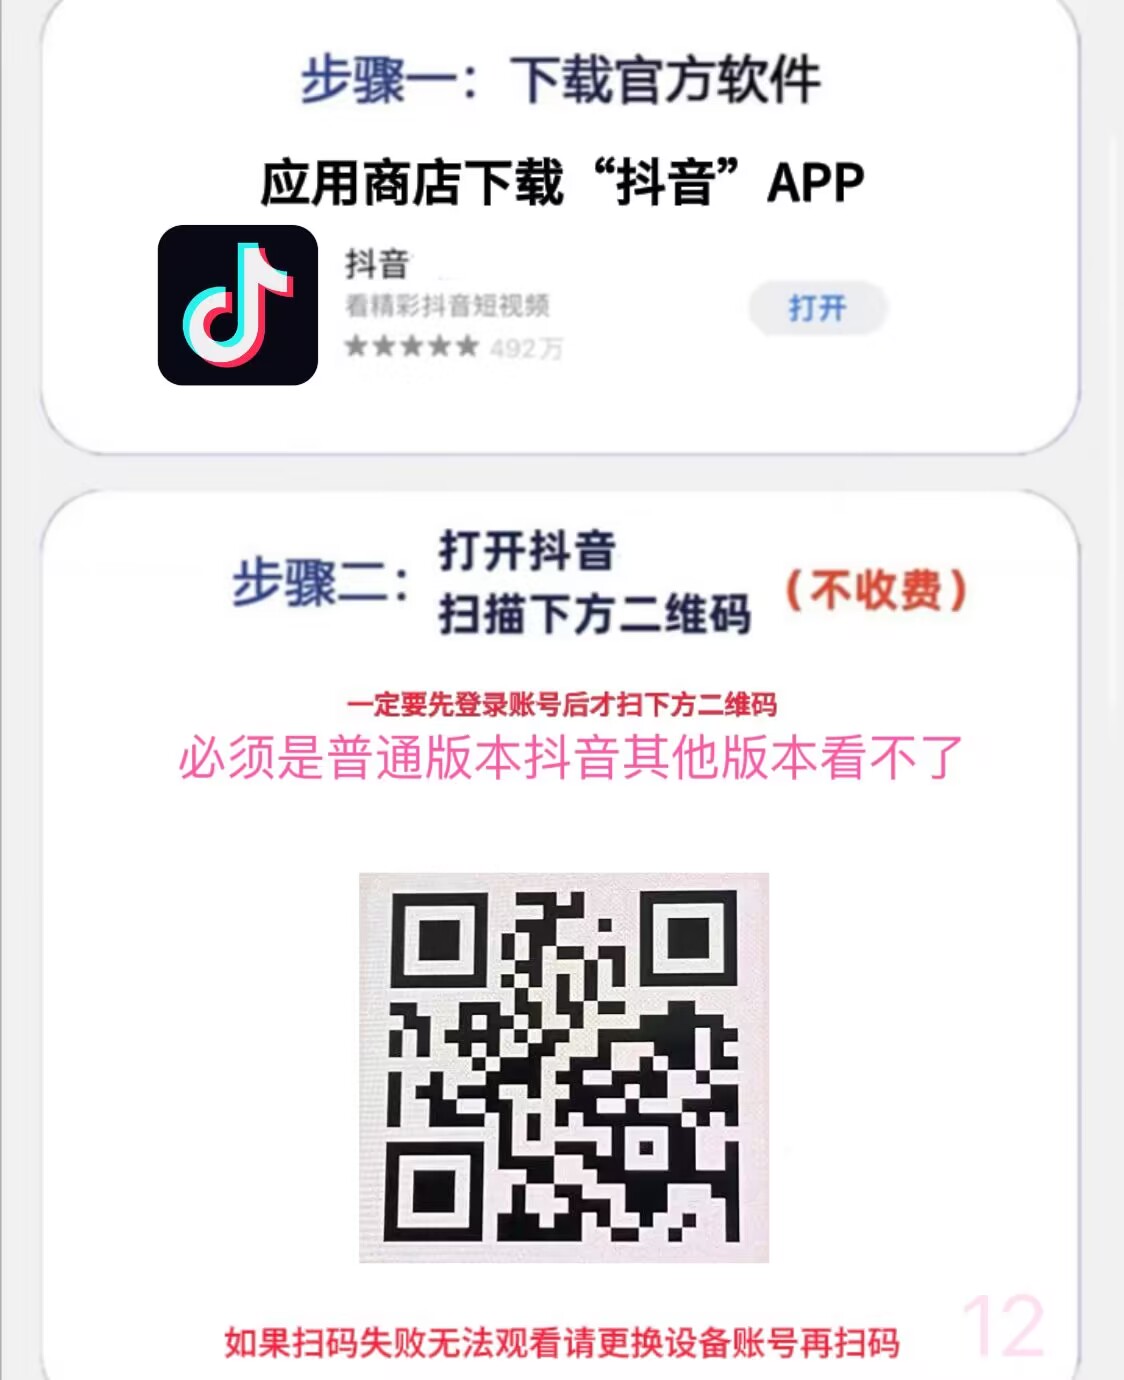 步骤一：下载官方软件
应用商店下载“抖音”APP
抖音
看精彩抖音短视频
打开
★★★★★ 492万
步骤二：
打开抖音
扫描下方二维码
（不收费）
一定要先登录账号后才扫下方二维码
必须是普通版本抖音其他版本看不了
12
如果扫码失败无法观看请更换设备账号再扫码